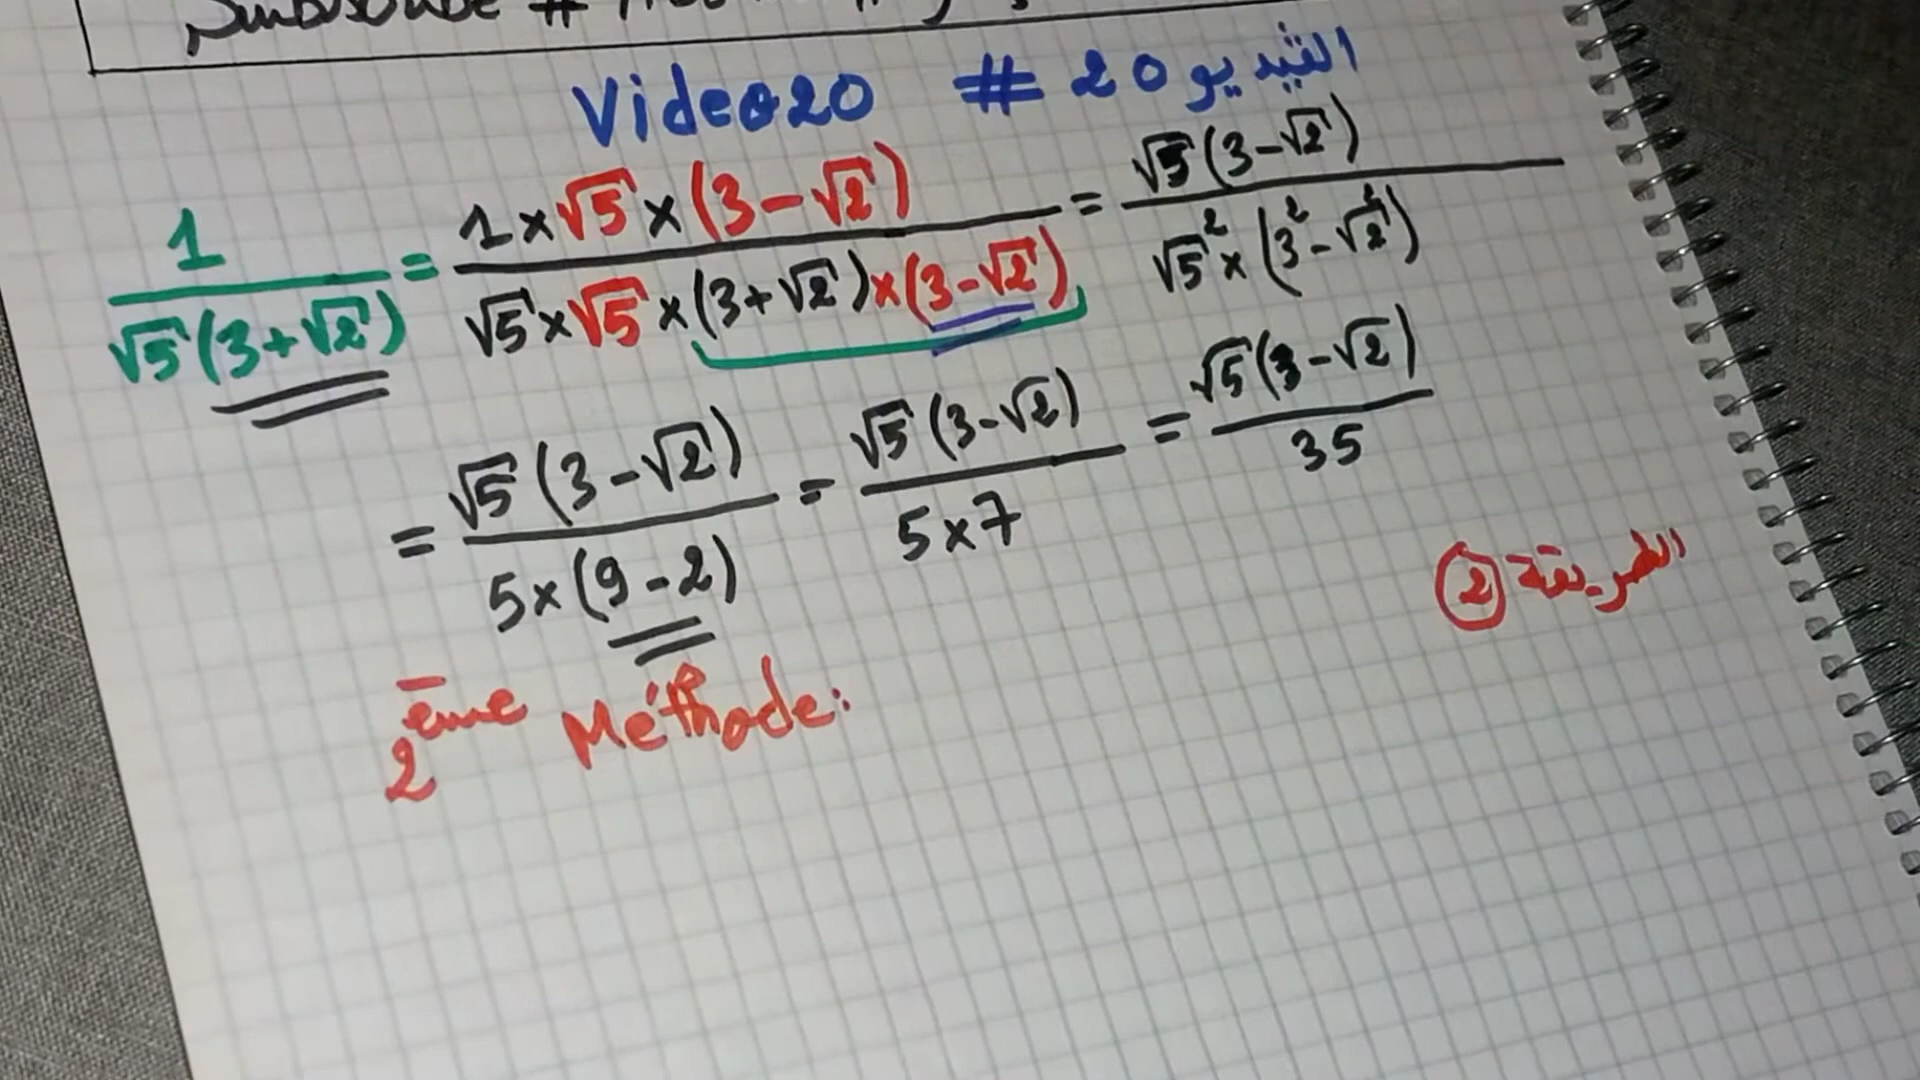 Video 20 # الڤيديو 20
1/(√5(3+√2)) = (1×√5×(3-√2))/(√5×√5×(3+√2)×(3-√2)) = (√5(3-√2))/(√5²×(3²-√2²))
= (√5(3-√2))/(5×(9-2)) = (√5(3-√2))/(5×7) = (√5(3-√2))/35
الطريقة 2
2ème Méthode: